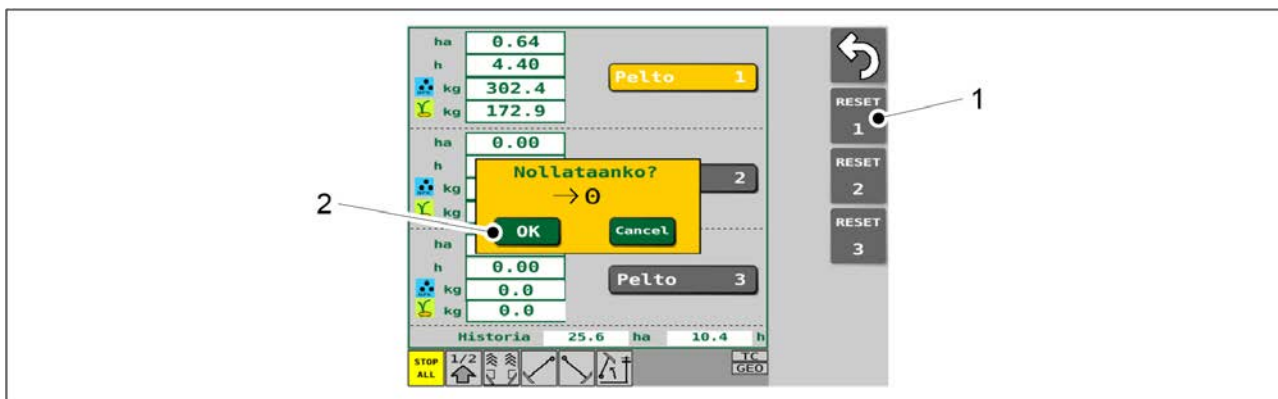 ha 0.64
h 4.40
kg 302.4
kg 172.9
Pelto 1
ha 0.00
h
kg
kg
2
ha
h 0.00
kg 0.0
kg 0.0
Pelto 3
Nollataanko?
→0
OK Cancel
Historia 25.6 ha 10.4 h
STOP
ALL
1/2
TC
GEO
RESET
1
RESET
2
RESET
3
1
2